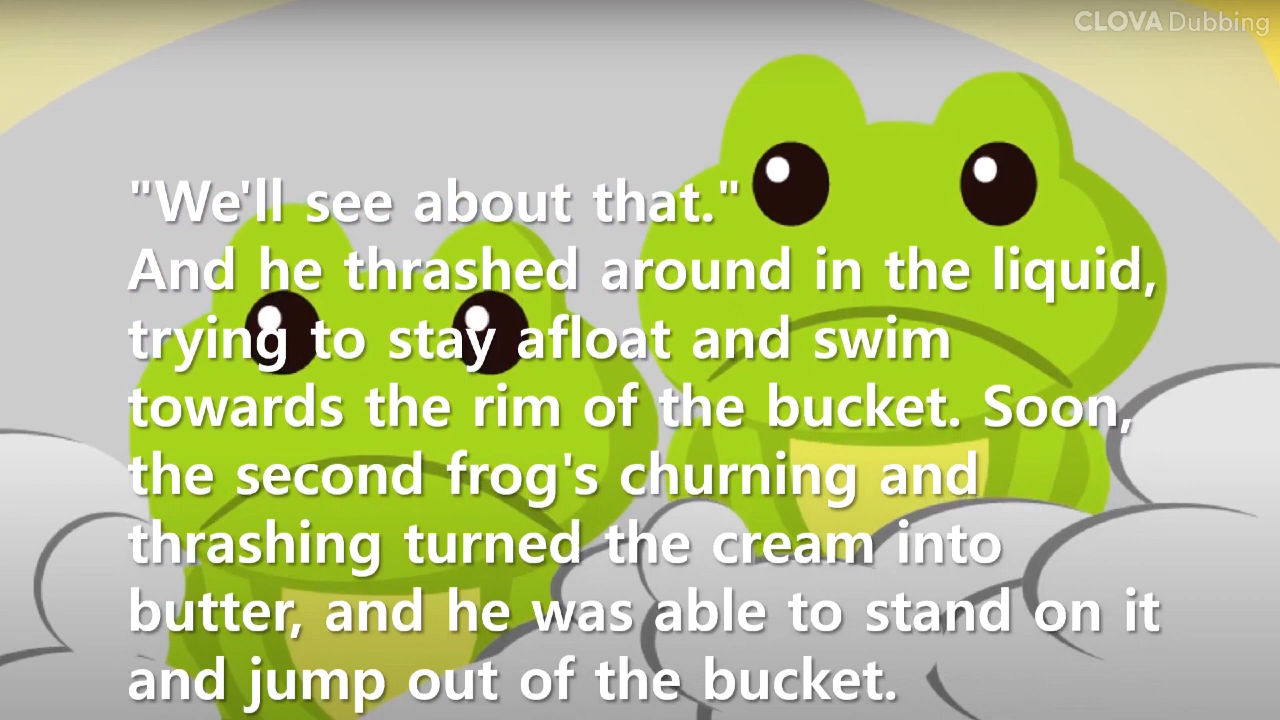 CLOVA Dubbing
"We'll see about that."
And he thrashed around in the liquid,
trying to stay afloat and swim
towards the rim of the bucket. Soon,
the second frog's churning and
thrashing turned the cream into
butter, and he was able to stand on it
and jump out of the bucket.